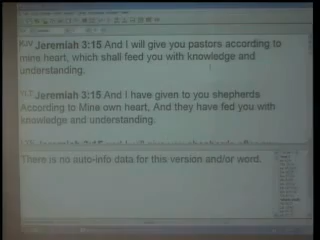 KJV Jeremiah 3:15 And I will give you pastors according to
mine heart, which shall feed you with knowledge and
understanding.
YLT Jeremiah 3:15 And I have given to you shepherds
According to Mine own heart, And they have fed you with
knowledge and understanding.
There is no auto-info data for this version and/or word.